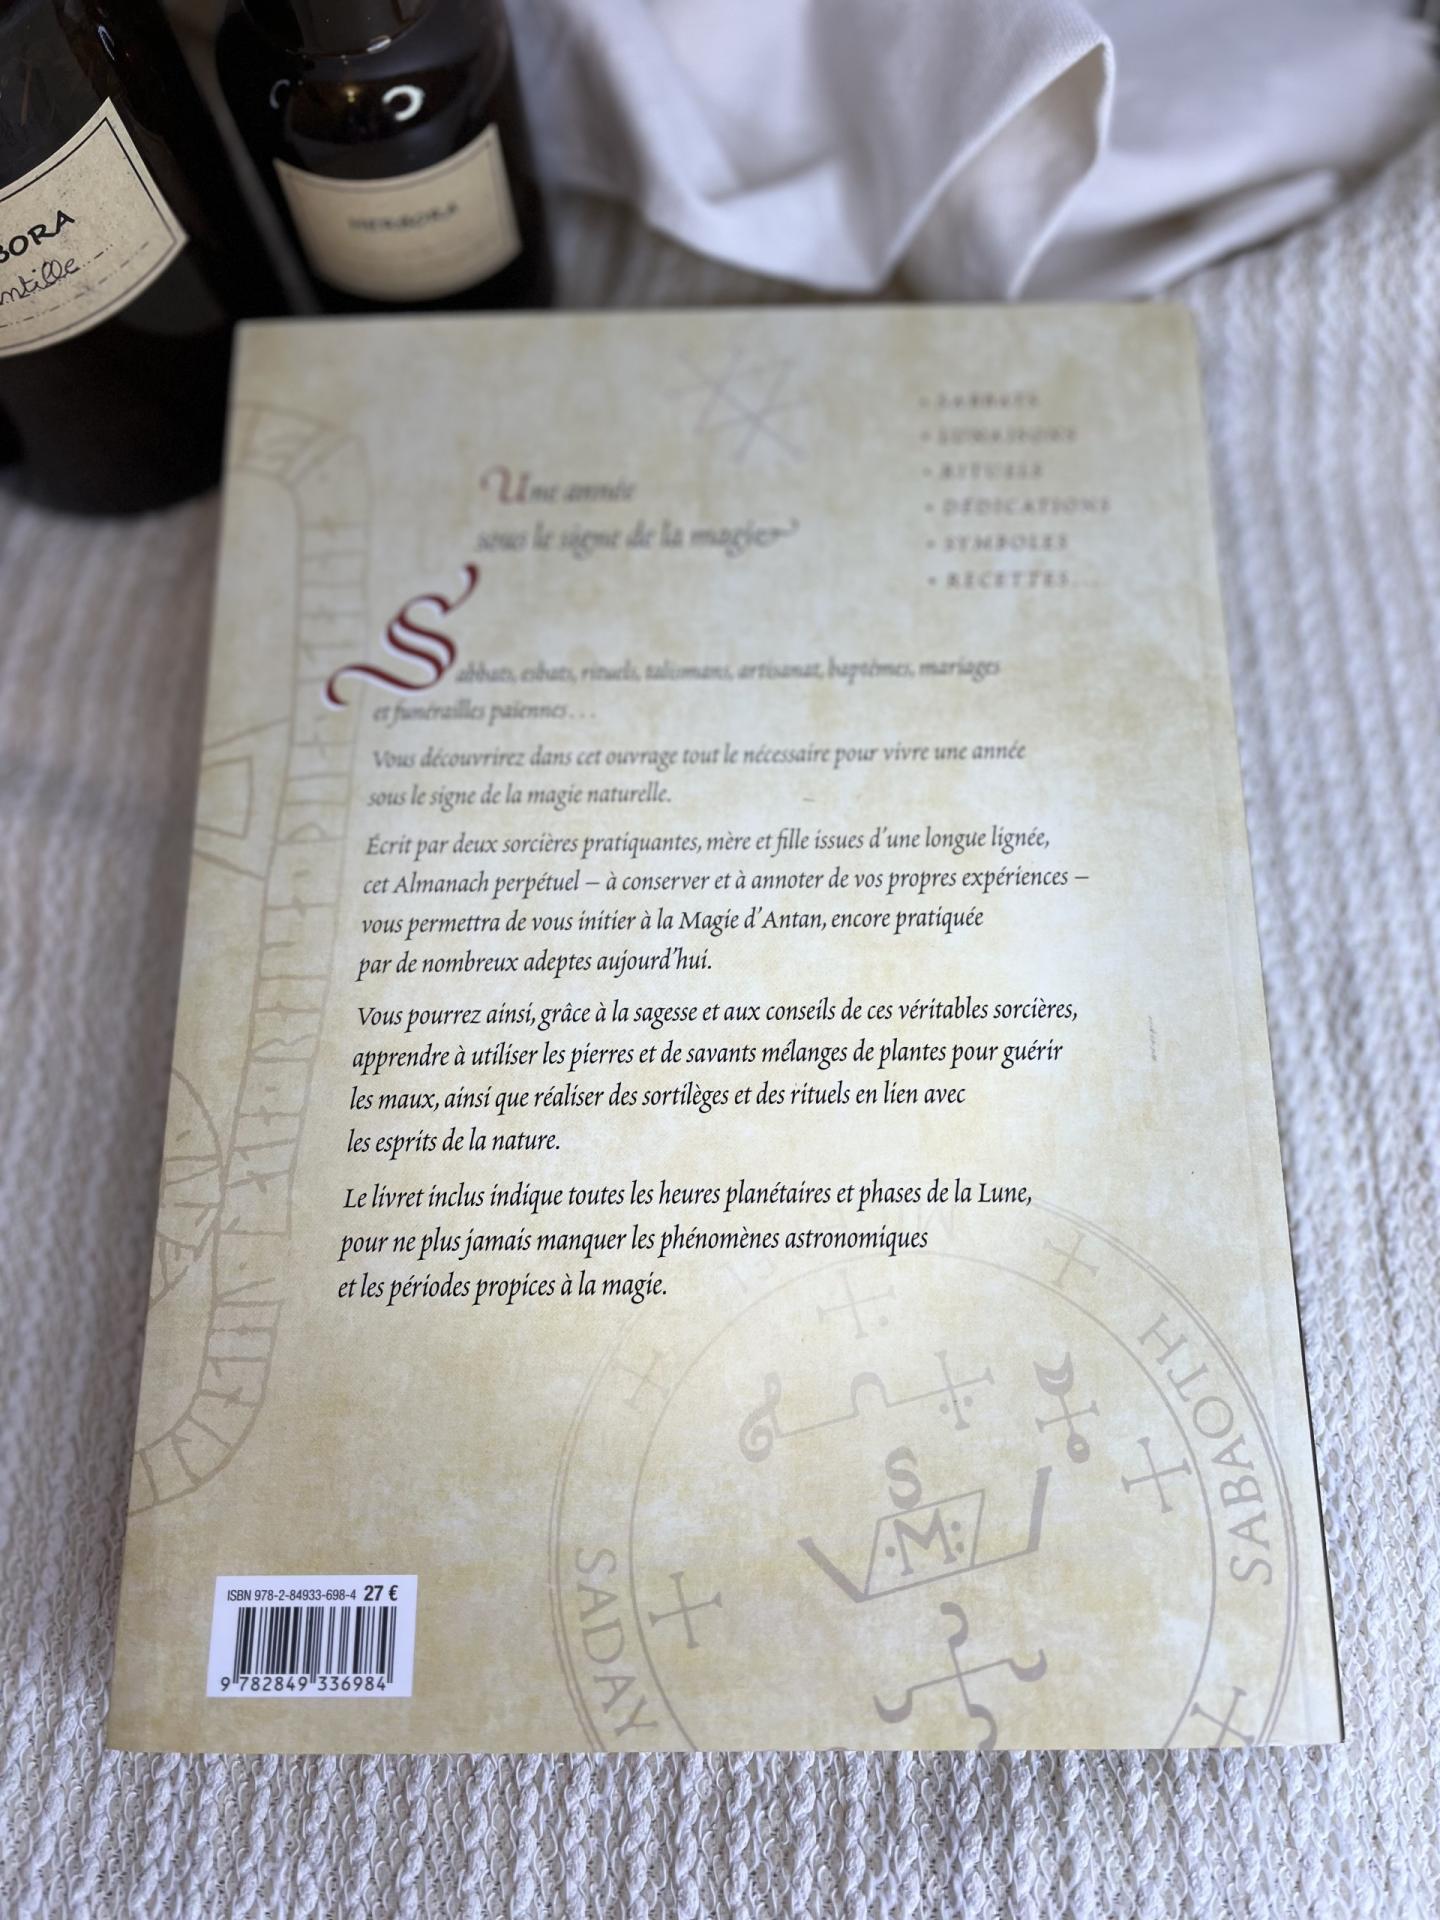 BORA
HERBORA
Une année
sous le signe de la magie
• SABBATS
• LUNAISONS
• RITUELS
• DÉDICATIONS
• SYMBOLES
• RECETTES...
Sabbats, esbats, rituels, talismans, artisanat, baptêmes, mariages
et funérailles païennes...
Vous découvrirez dans cet ouvrage tout le nécessaire pour vivre une année
sous le signe de la magie naturelle.
Écrit par deux sorcières pratiquantes, mère et fille issues d'une longue lignée,
cet Almanach perpétuel – à conserver et à annoter de vos propres expériences –
vous permettra de vous initier à la Magie d'Antan, encore pratiquée
par de nombreux adeptes aujourd'hui.
Vous pourrez ainsi, grâce à la sagesse et aux conseils de ces véritables sorcières,
apprendre à utiliser les pierres et de savants mélanges de plantes pour guérir
les maux, ainsi que réaliser des sortilèges et des rituels en lien avec
les esprits de la nature.
Le livret inclus indique toutes les heures planétaires et phases de la Lune,
pour ne plus jamais manquer les phénomènes astronomiques
et les périodes propices à la magie.
SABAOTH
S
M
SADAY
ISBN 978-2-84933-698-4 27 €
9 782849 336984